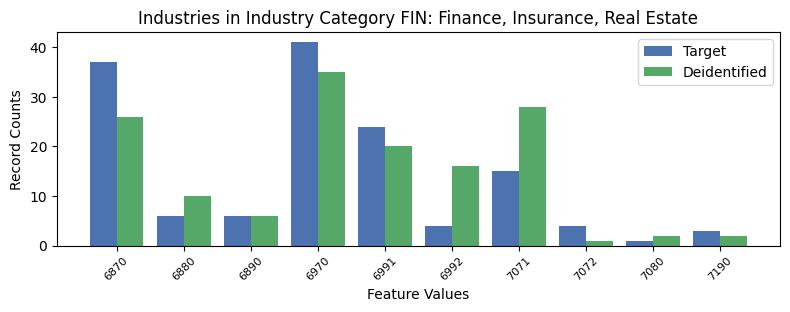 Industries in Industry Category FIN: Finance, Insurance, Real Estate
Target
Deidentified
Record Counts
40
30
20
10
0
6870 6880 6890 6970 6991 6992 7071 7072 7080 7190
Feature Values